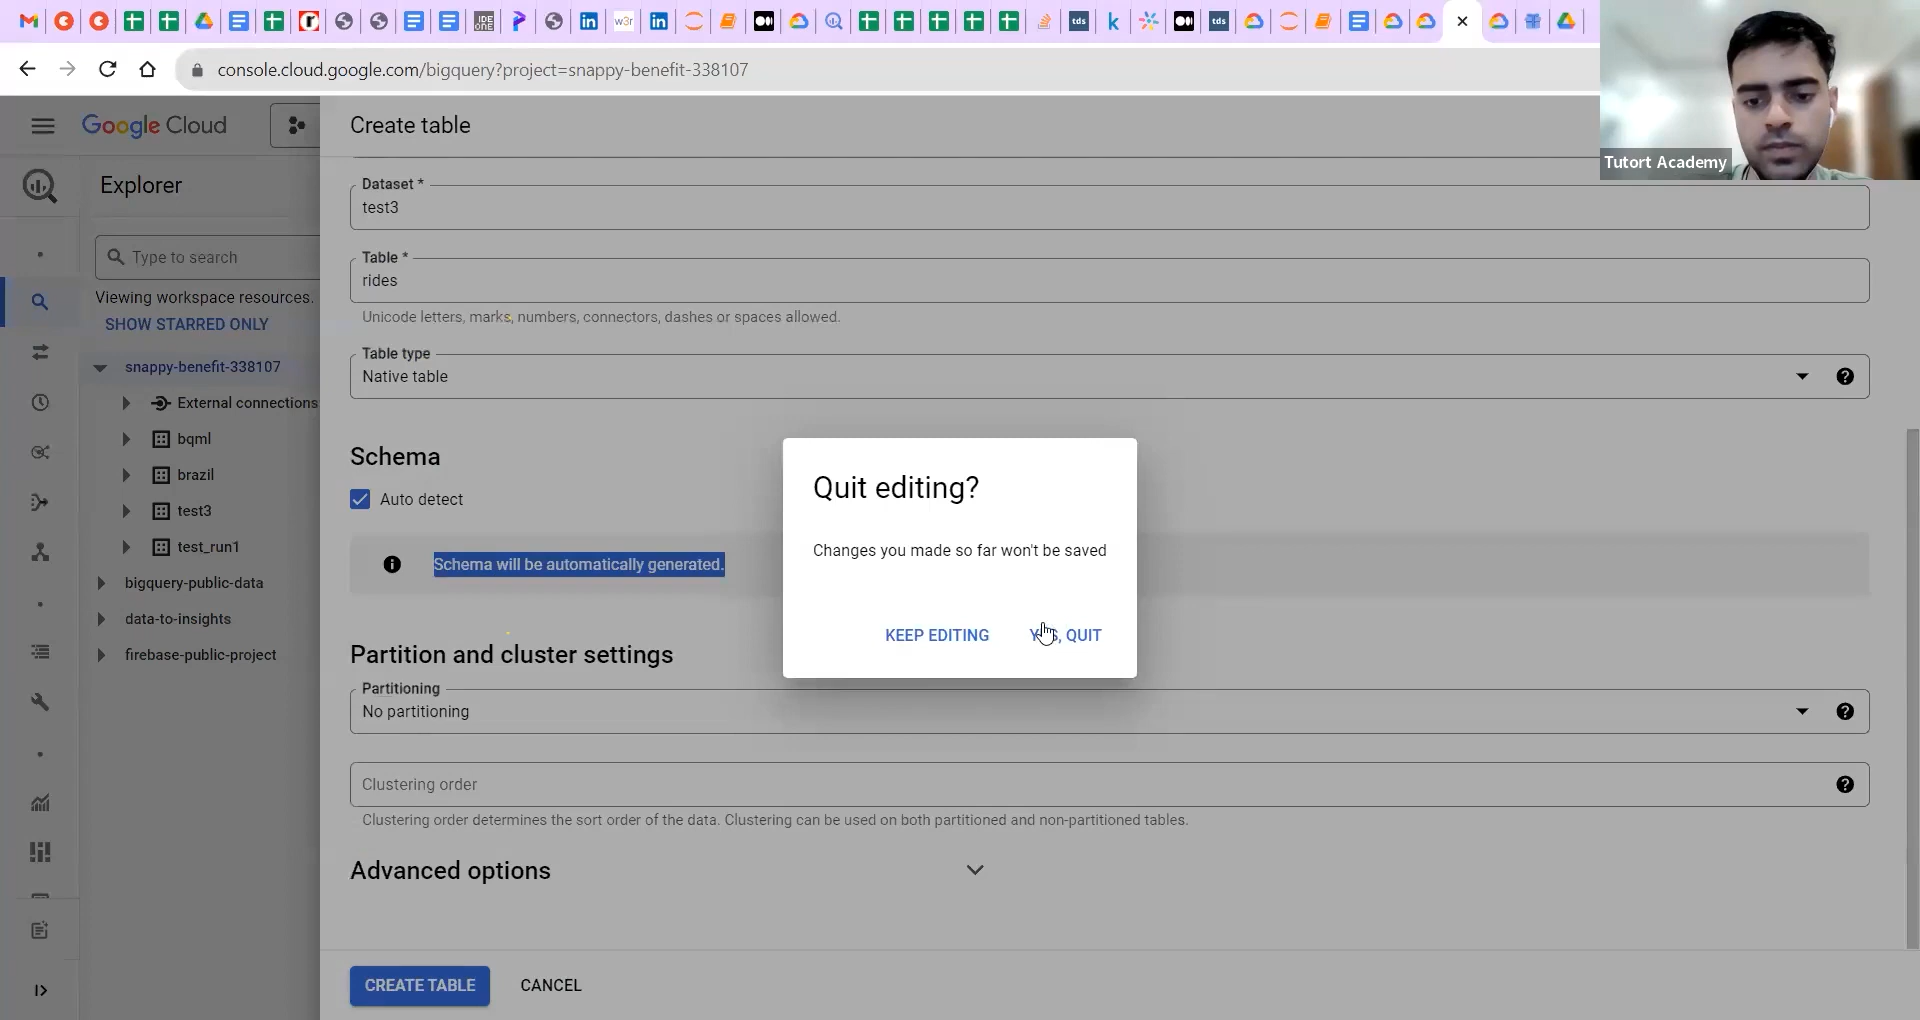 console.cloud.google.com/bigquery?project=snappy-benefit-338107
Tutort Academy
Google Cloud
Create table
Explorer
Type to search
Viewing workspace resources.
SHOW STARRED ONLY
snappy-benefit-338107
External connections
bqml
brazil
test3
test_run1
bigquery-public-data
data-to-insights
firebase-public-project
Dataset *
test3
Table *
rides
Unicode letters, marks, numbers, connectors, dashes or spaces allowed.
Table type
Native table
Schema
Auto detect
Schema will be automatically generated.
Partition and cluster settings
Partitioning
No partitioning
Clustering order
Clustering order determines the sort order of the data. Clustering can be used on both partitioned and non-partitioned tables.
Advanced options
CREATE TABLE
CANCEL
Quit editing?
Changes you made so far won't be saved
KEEP EDITING
YES, QUIT